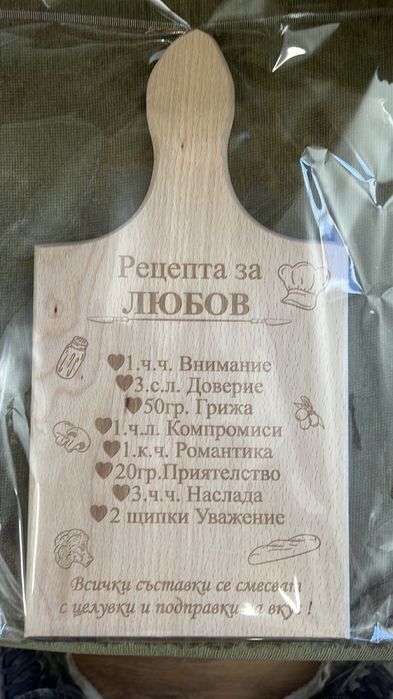 Рецепта за
ЛЮБОВ
1.ч.ч. Внимание
3.с.л. Доверие
50гр. Грижа
1.ч.л. Компромиси
1.к.ч. Романтика
20гр.Приятелство
3.ч.ч. Наслада
2 щипки Уважение
Всички съставки се смесват
с целувки и подправки на вкус !